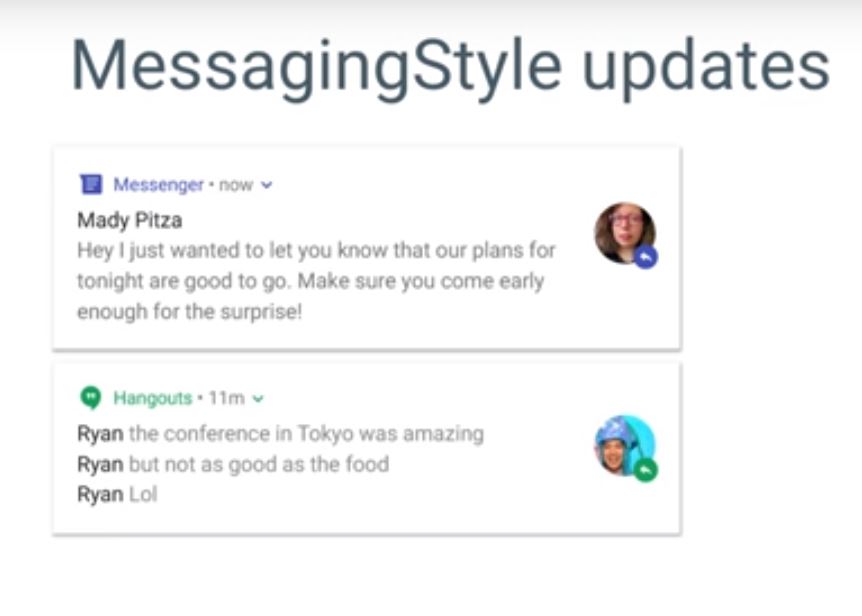 MessagingStyle updates
Messenger • now
Mady Pitza
Hey I just wanted to let you know that our plans for
tonight are good to go. Make sure you come early
enough for the surprise!
Hangouts • 11m
Ryan the conference in Tokyo was amazing
Ryan but not as good as the food
Ryan Lol